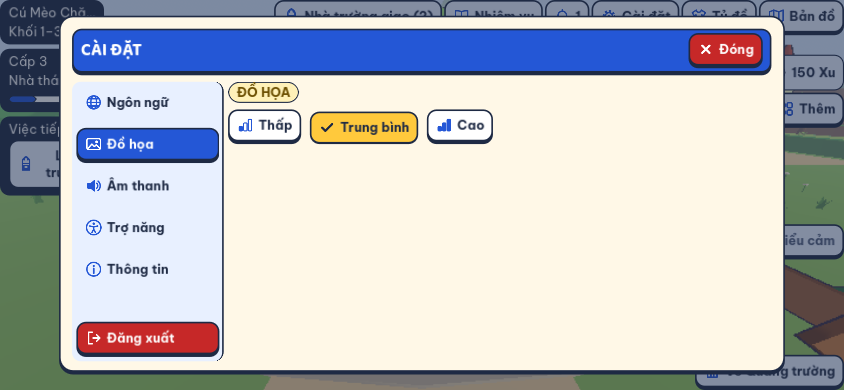 Cú Mèo Chă
Khối 1–3
Cấp 3
Nhà thá
Việc tiếp
Nhà trường giao (2)
Nhiệm vụ
1
Cài đặt
Tủ đồ
Bản đồ
150 Xu
Thêm
iểu cảm
Quảng trường
CÀI ĐẶT
Đóng
Ngôn ngữ
Đồ họa
Âm thanh
Trợ năng
Thông tin
Đăng xuất
ĐỒ HỌA
Thấp
Trung bình
Cao